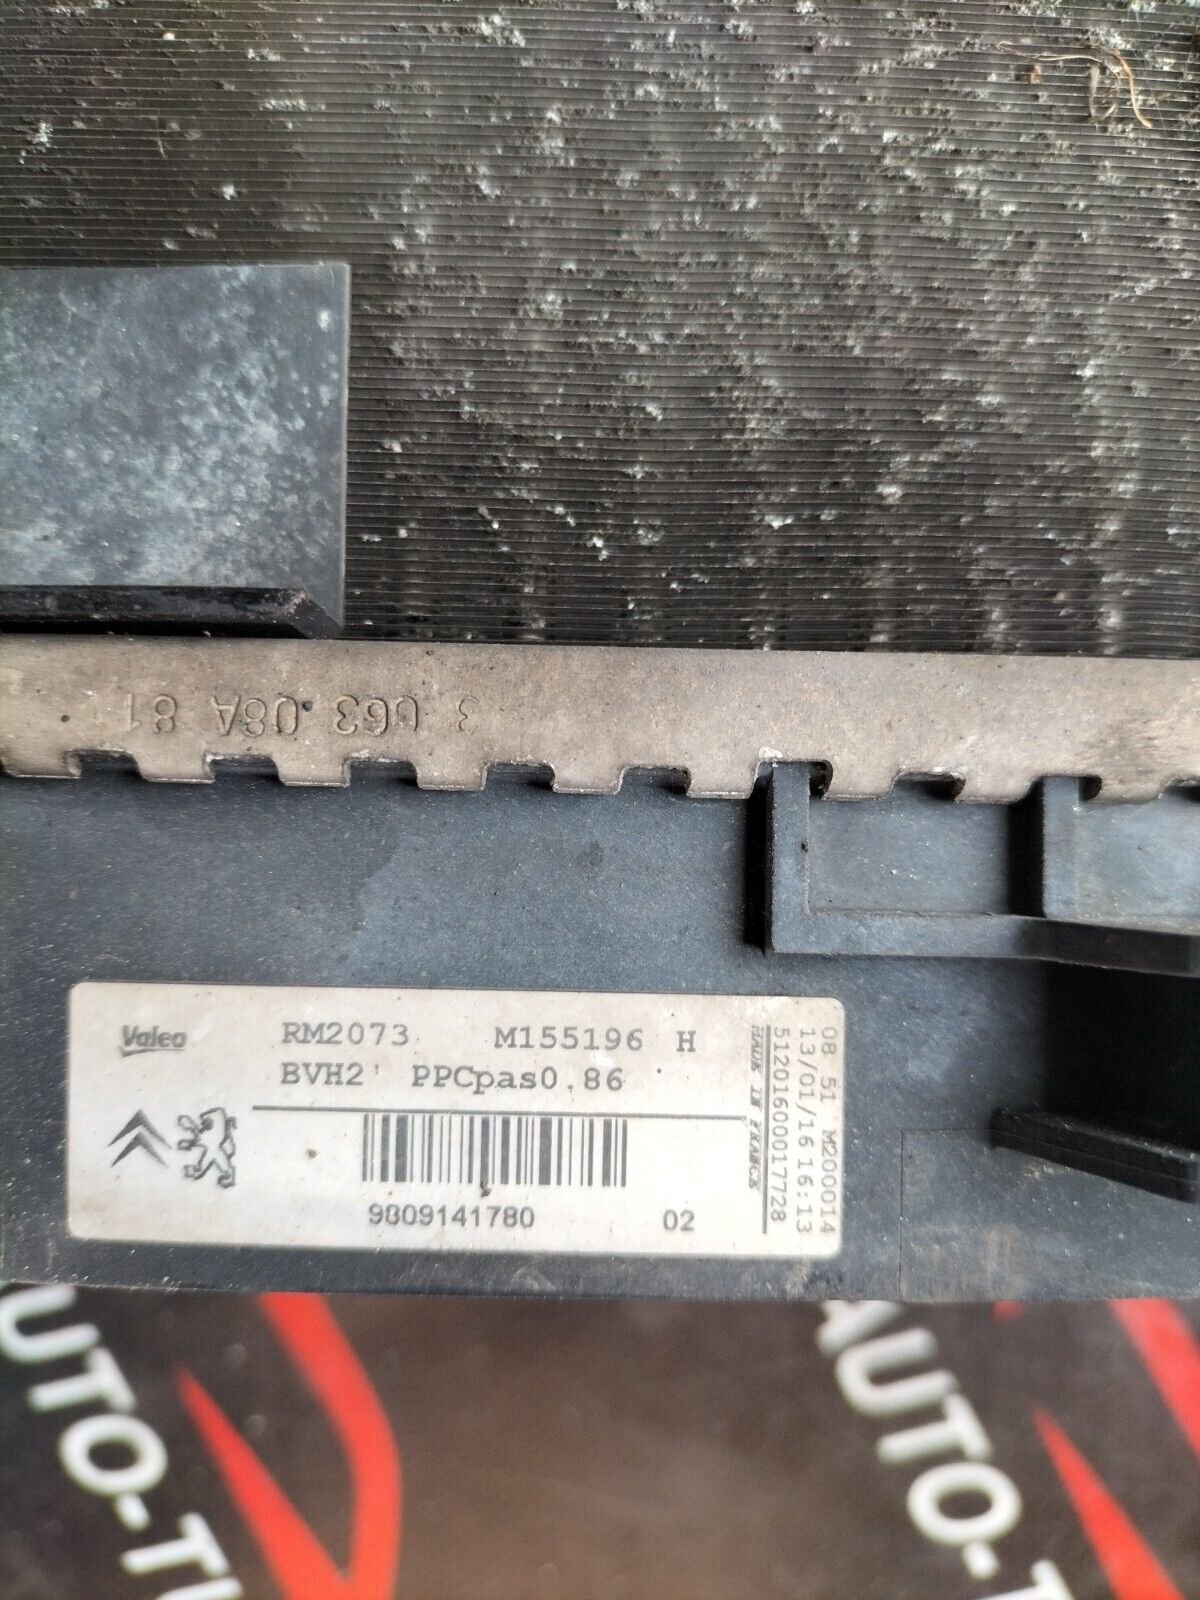 3 063 08A 81
Valeo
RM2073 M155196 H
BVH2 PPCpas0.86
9809141780 02
08 51 M200014
13/01/16 16:13
51201600017728
MADE IN FRANCE
AUTO-T
AUTO-T